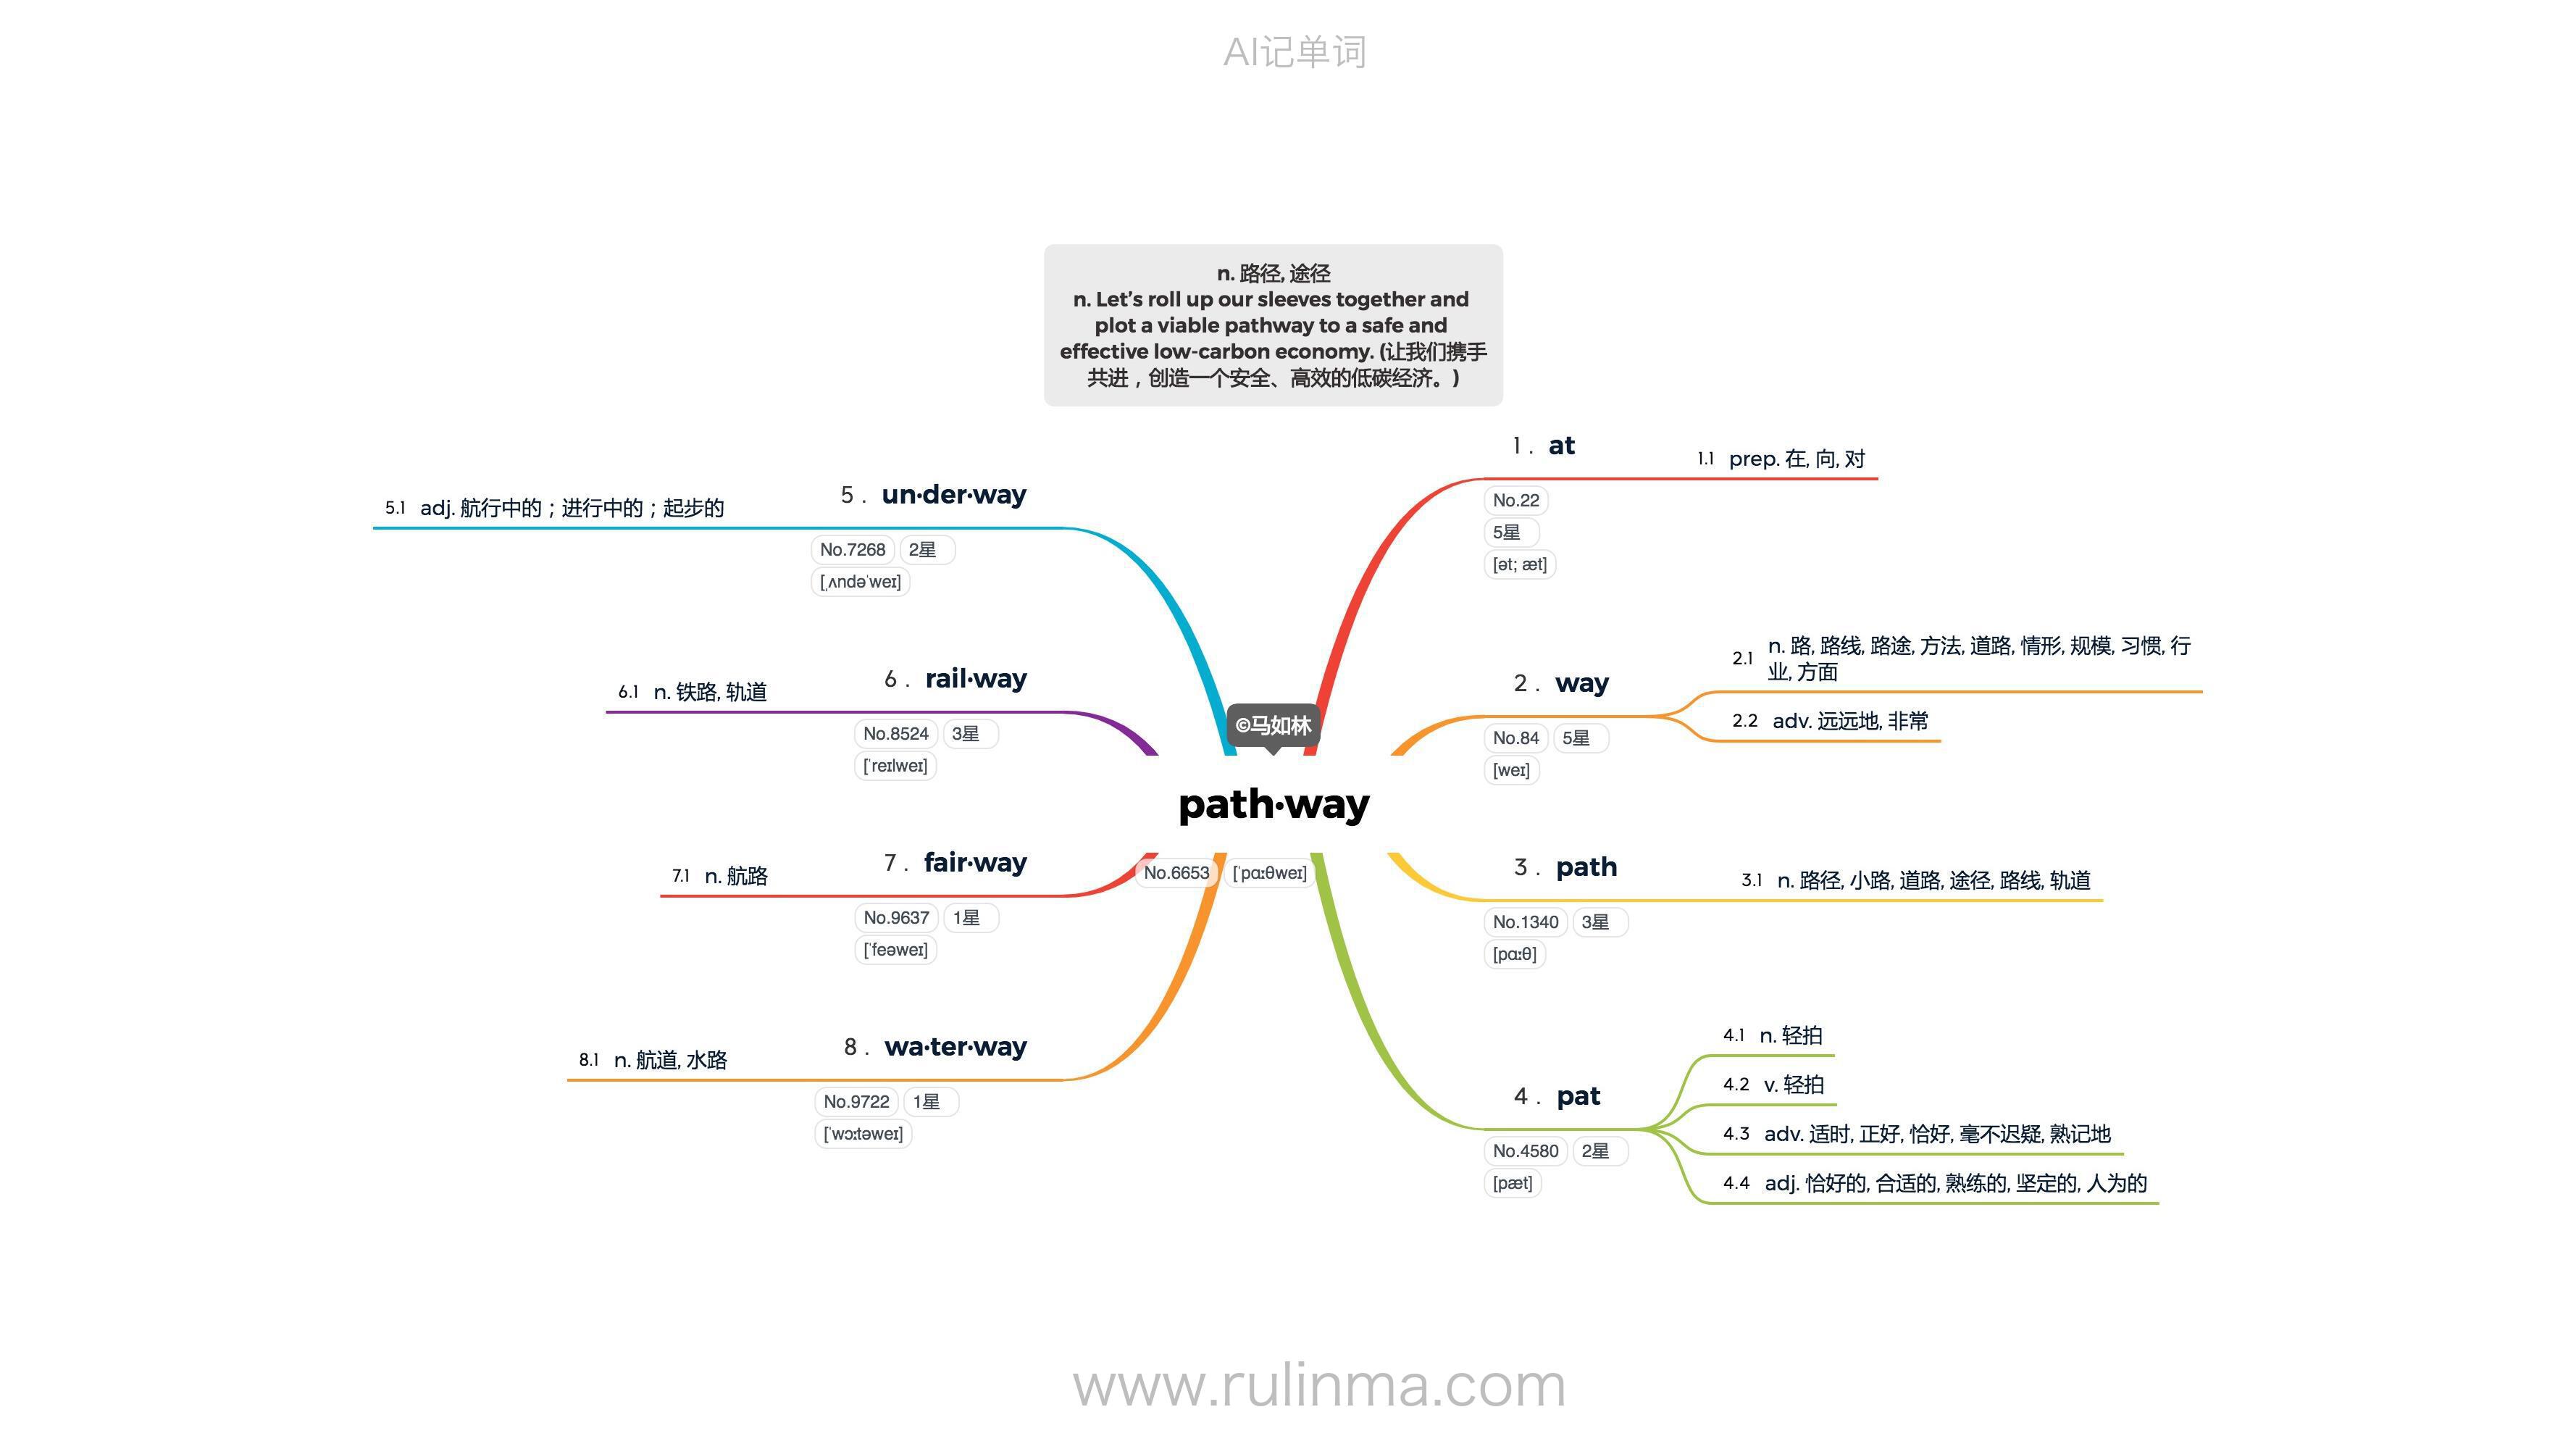 AI记单词
n. 路径, 途径
n. Let’s roll up our sleeves together and
plot a viable pathway to a safe and
effective low-carbon economy. (让我们携手
共进，创造一个安全、高效的低碳经济。)
©马如林
path·way
No.6653 [ˈpɑːθweɪ]
1 . at
No.22
5星
[ət; æt]
1.1 prep. 在, 向, 对
2 . way
No.84 5星
[weɪ]
2.1 n. 路, 路线, 路途, 方法, 道路, 情形, 规模, 习惯, 行
业, 方面
2.2 adv. 远远地, 非常
3 . path
No.1340 3星
[pɑːθ]
3.1 n. 路径, 小路, 道路, 途径, 路线, 轨道
4 . pat
No.4580 2星
[pæt]
4.1 n. 轻拍
4.2 v. 轻拍
4.3 adv. 适时, 正好, 恰好, 毫不迟疑, 熟记地
4.4 adj. 恰好的, 合适的, 熟练的, 坚定的, 人为的
5 . un·der·way
No.7268 2星
[ˌʌndəˈweɪ]
5.1 adj. 航行中的；进行中的；起步的
6 . rail·way
No.8524 3星
[ˈreɪlweɪ]
6.1 n. 铁路, 轨道
7 . fair·way
No.9637 1星
[ˈfeəweɪ]
7.1 n. 航路
8 . wa·ter·way
No.9722 1星
[ˈwɔːtəweɪ]
8.1 n. 航道, 水路
www.rulinma.com